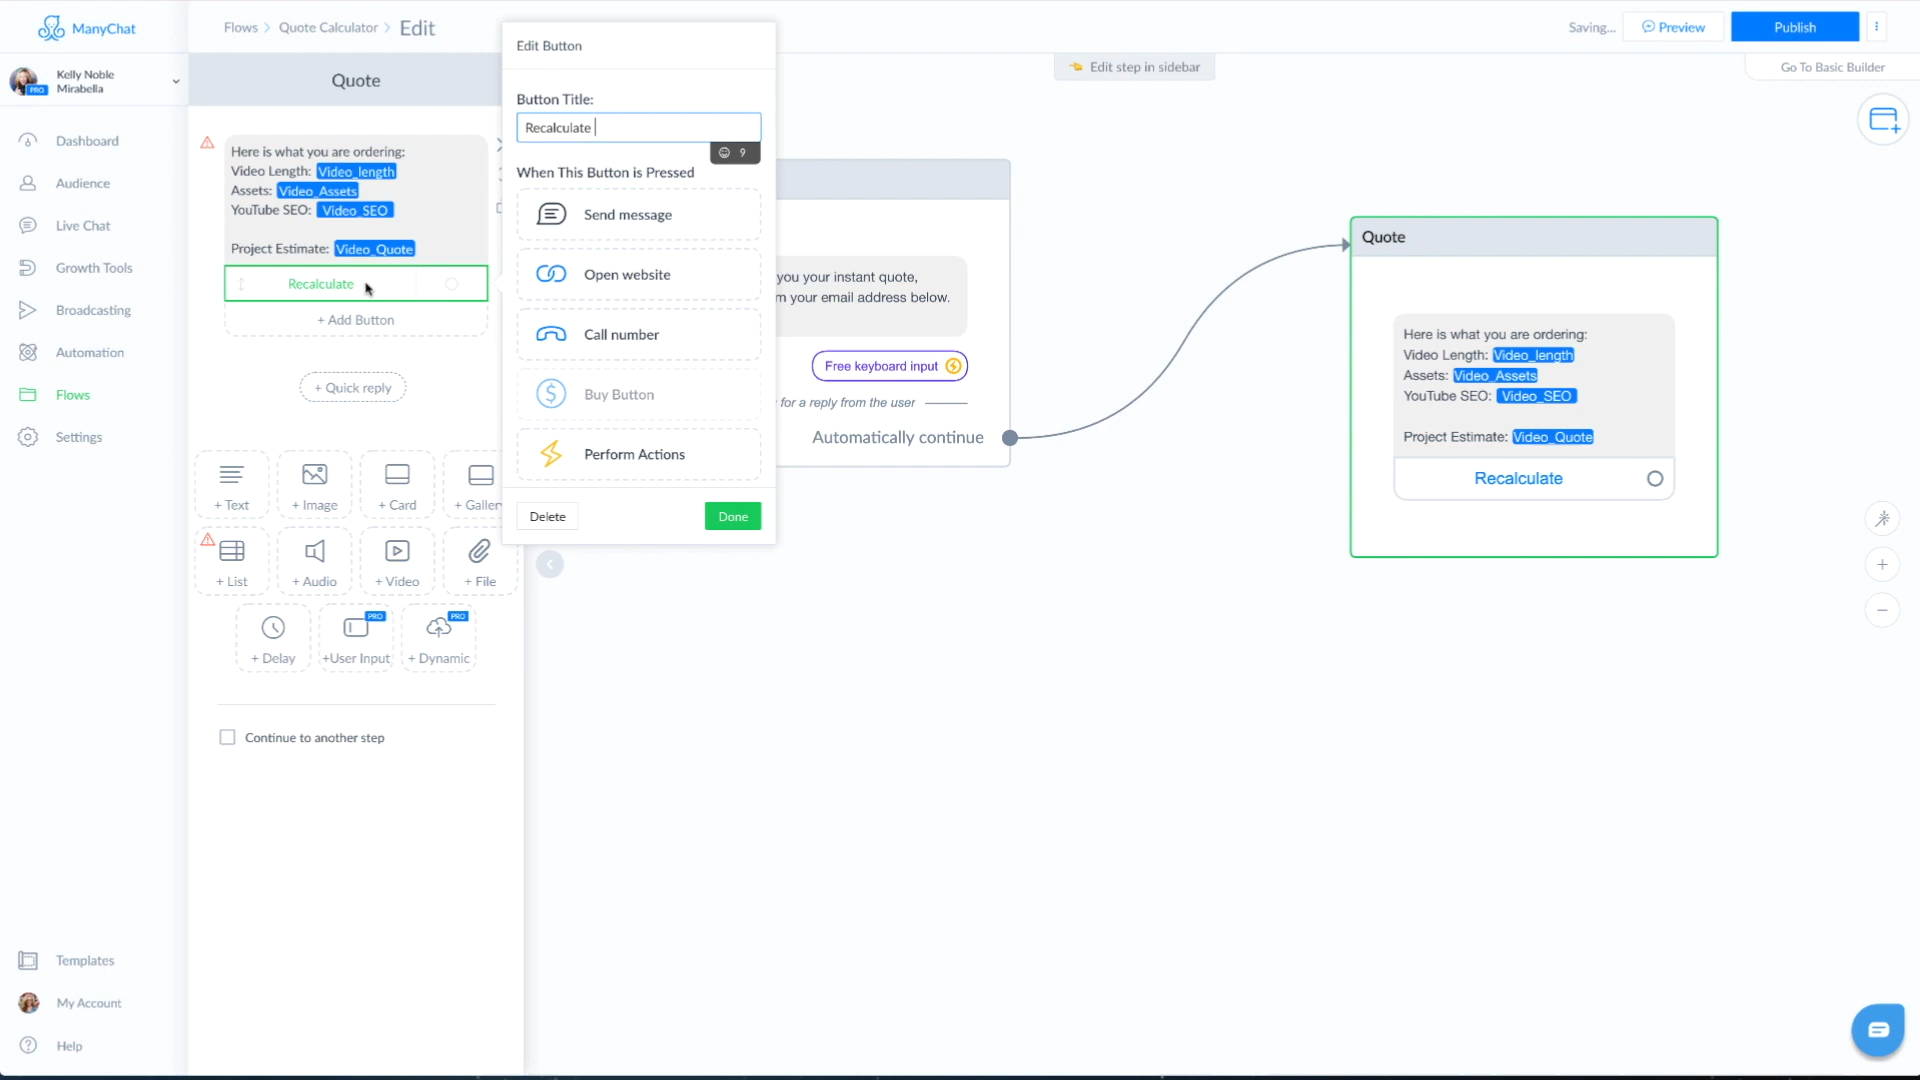 ManyChat
Flows > Quote Calculator > Edit
Saving...
Preview
Publish
Kelly Noble
Mirabella
PRO
Quote
Edit step in sidebar
Go To Basic Builder
Dashboard
Audience
Live Chat
Growth Tools
Broadcasting
Automation
Flows
Settings
Templates
My Account
Help
Here is what you are ordering:
Video Length: Video_length
Assets: Video_Assets
YouTube SEO: Video_SEO
Project Estimate: Video_Quote
Recalculate
+ Add Button
+ Quick reply
+ Text
+ Image
+ Card
+ Gallery
+ List
+ Audio
+ Video
+ File
+ Delay
PRO
+User Input
PRO
+ Dynamic
Continue to another step
Edit Button
Button Title:
Recalculate
9
When This Button is Pressed
Send message
Open website
Call number
Buy Button
Perform Actions
Delete
Done
you your instant quote,
m your email address below.
Free keyboard input
for a reply from the user
Automatically continue
Quote
Here is what you are ordering:
Video Length: Video_length
Assets: Video_Assets
YouTube SEO: Video_SEO
Project Estimate: Video_Quote
Recalculate